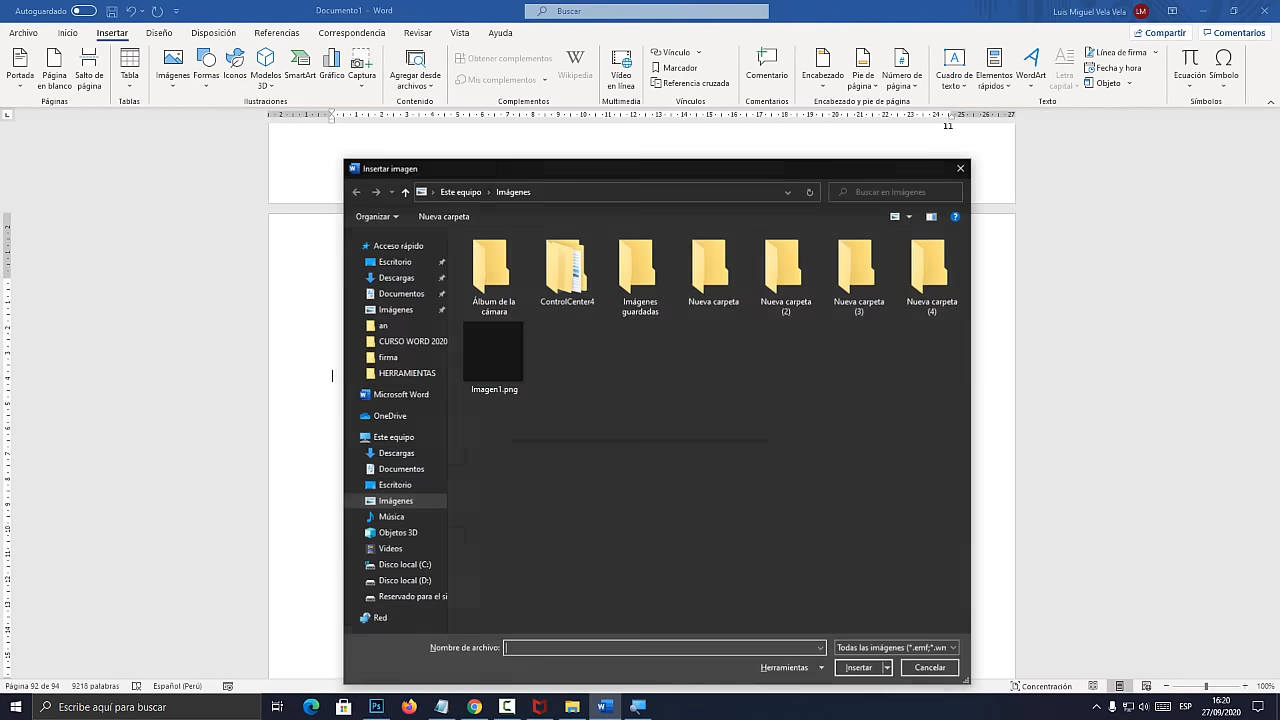 Autoguardado
Documento1 - Word
Buscar
Luis Miguel Vela Vela
LM
Archivo
Inicio
Insertar
Diseño
Disposición
Referencias
Correspondencia
Revisar
Vista
Ayuda
Compartir
Comentarios
Portada
Página en blanco
Salto de página
Páginas
Tabla
Tablas
Imágenes
Formas
Iconos
Modelos 3D
SmartArt
Gráfico
Captura
Ilustraciones
Agregar desde archivos
Contenido
Obtener complementos
Mis complementos
Wikipedia
Complementos
Vídeo en línea
Multimedia
Vínculo
Marcador
Referencia cruzada
Vínculos
Comentario
Comentarios
Encabezado
Pie de página
Número de página
Encabezado y pie de página
Cuadro de texto
Elementos rápidos
WordArt
Letra capital
Línea de firma
Fecha y hora
Objeto
Texto
Ecuación
Símbolo
Símbolos
11
Insertar imagen
Este equipo
Imágenes
Buscar en Imágenes
Organizar
Nueva carpeta
Acceso rápido
Escritorio
Descargas
Documentos
Imágenes
an
CURSO WORD 2020
firma
HERRAMIENTAS
Microsoft Word
OneDrive
Este equipo
Descargas
Documentos
Escritorio
Imágenes
Música
Objetos 3D
Videos
Disco local (C:)
Disco local (D:)
Reservado para el si
Red
Álbum de la cámara
ControlCenter4
Imágenes guardadas
Nueva carpeta
Nueva carpeta (2)
Nueva carpeta (3)
Nueva carpeta (4)
Imagen1.png
Nombre de archivo:
Todas las imágenes (*.emf;*.wn
Herramientas
Insertar
Cancelar
Página 92 de 94
9218 palabras
Español (Perú)
Concentración
100%
Escribe aquí para buscar
ESP
16:20
27/09/2020